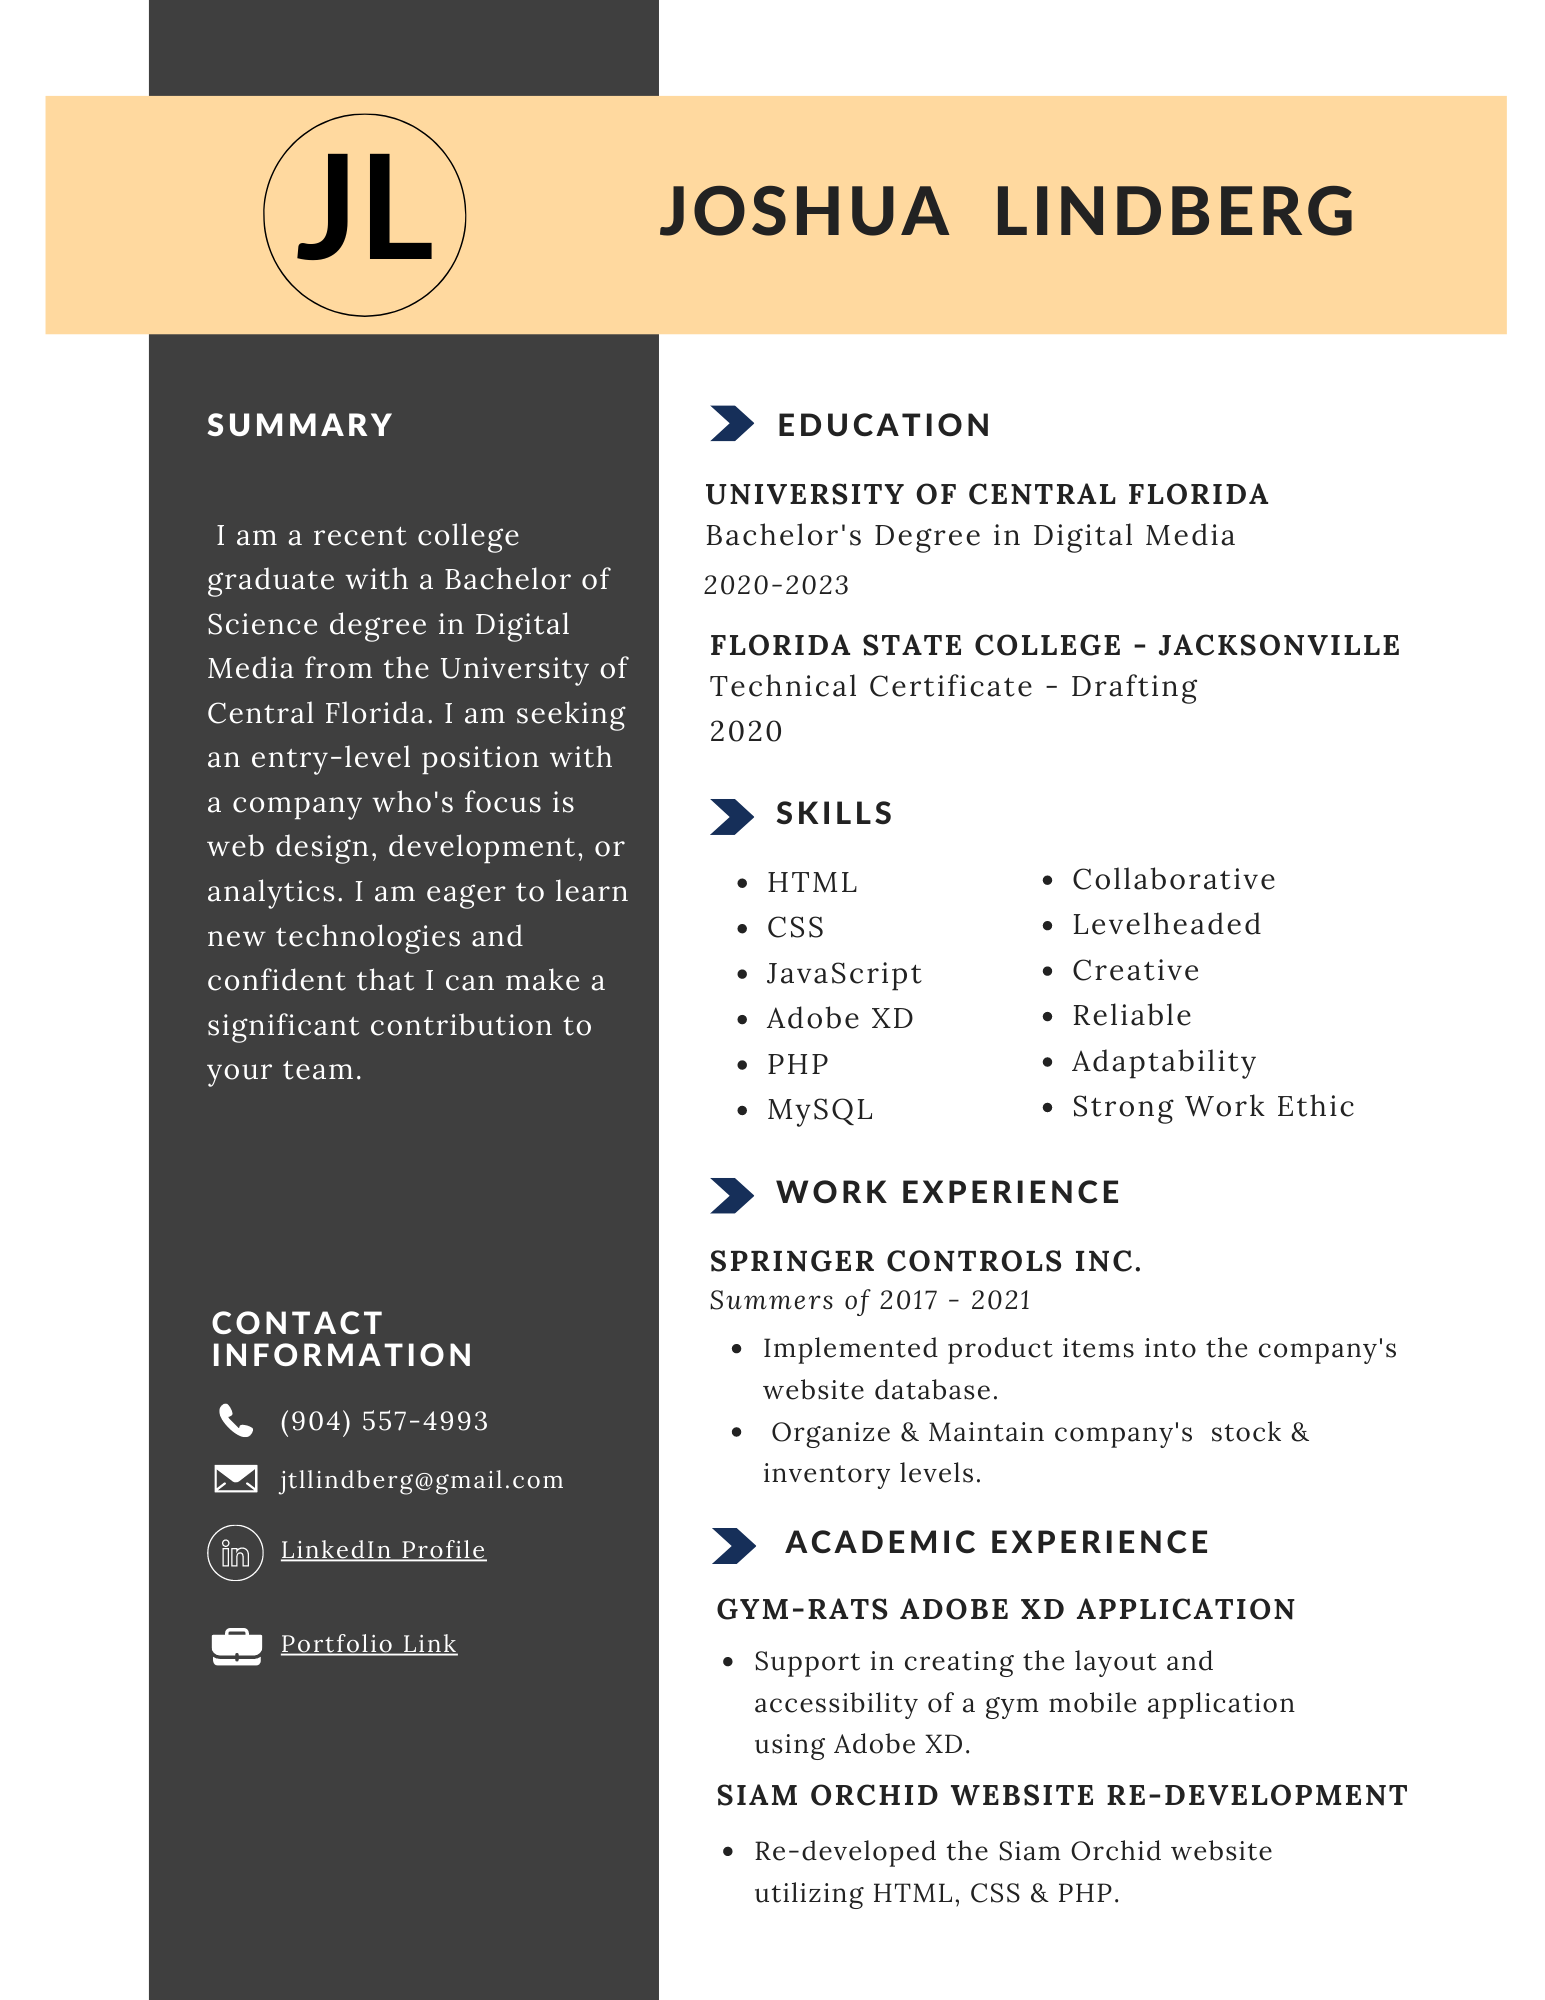 JL
JOSHUA LINDBERG
SUMMARY
I am a recent college
graduate with a Bachelor of
Science degree in Digital
Media from the University of
Central Florida. I am seeking
an entry-level position with
a company who's focus is
web design, development, or
analytics. I am eager to learn
new technologies and
confident that I can make a
significant contribution to
your team.
CONTACT
INFORMATION
(904) 557-4993
jtllindberg@gmail.com
in
LinkedIn Profile
Portfolio Link
EDUCATION
UNIVERSITY OF CENTRAL FLORIDA
Bachelor's Degree in Digital Media
2020-2023
FLORIDA STATE COLLEGE - JACKSONVILLE
Technical Certificate - Drafting
2020
SKILLS
• HTML
• CSS
• JavaScript
• Adobe XD
• PHP
• MySQL
• Collaborative
• Levelheaded
• Creative
• Reliable
• Adaptability
• Strong Work Ethic
WORK EXPERIENCE
SPRINGER CONTROLS INC.
Summers of 2017 - 2021
• Implemented product items into the company's
website database.
• Organize & Maintain company's stock &
inventory levels.
ACADEMIC EXPERIENCE
GYM-RATS ADOBE XD APPLICATION
• Support in creating the layout and
accessibility of a gym mobile application
using Adobe XD.
SIAM ORCHID WEBSITE RE-DEVELOPMENT
• Re-developed the Siam Orchid website
utilizing HTML, CSS & PHP.